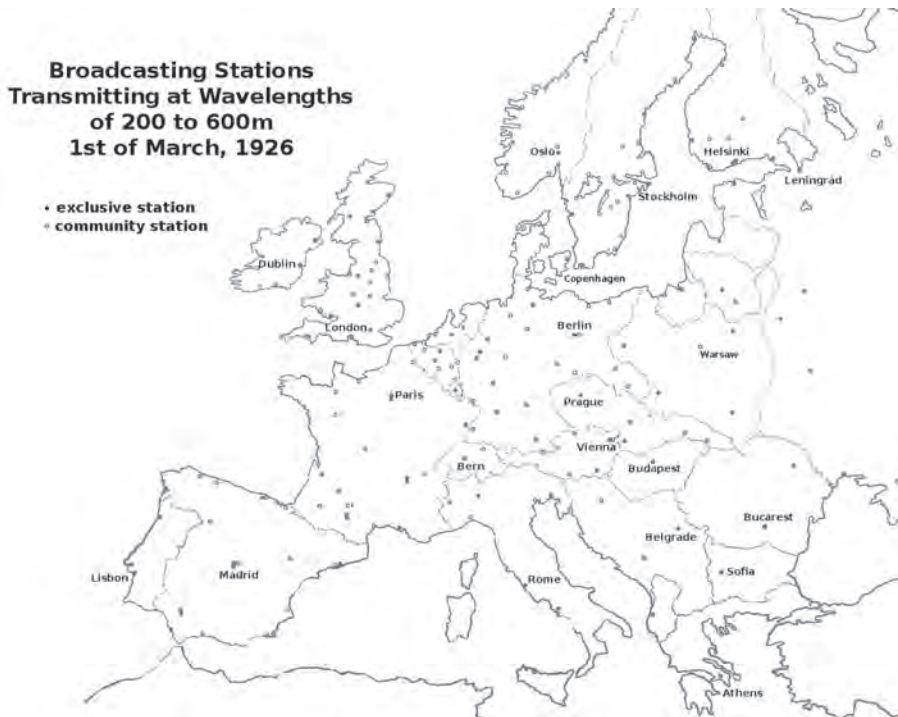 Broadcasting Stations
Transmitting at Wavelengths
of 200 to 600m
1st of March, 1926
• exclusive station
○ community station
Oslo
Helsinki
Leningrad
Stockholm
Dublin
Copenhagen
London
Berlin
Warsaw
Paris
Prague
Vienna
Bern
Budapest
Bucarest
Belgrade
Lisbon
Madrid
Rome
Sofia
Athens